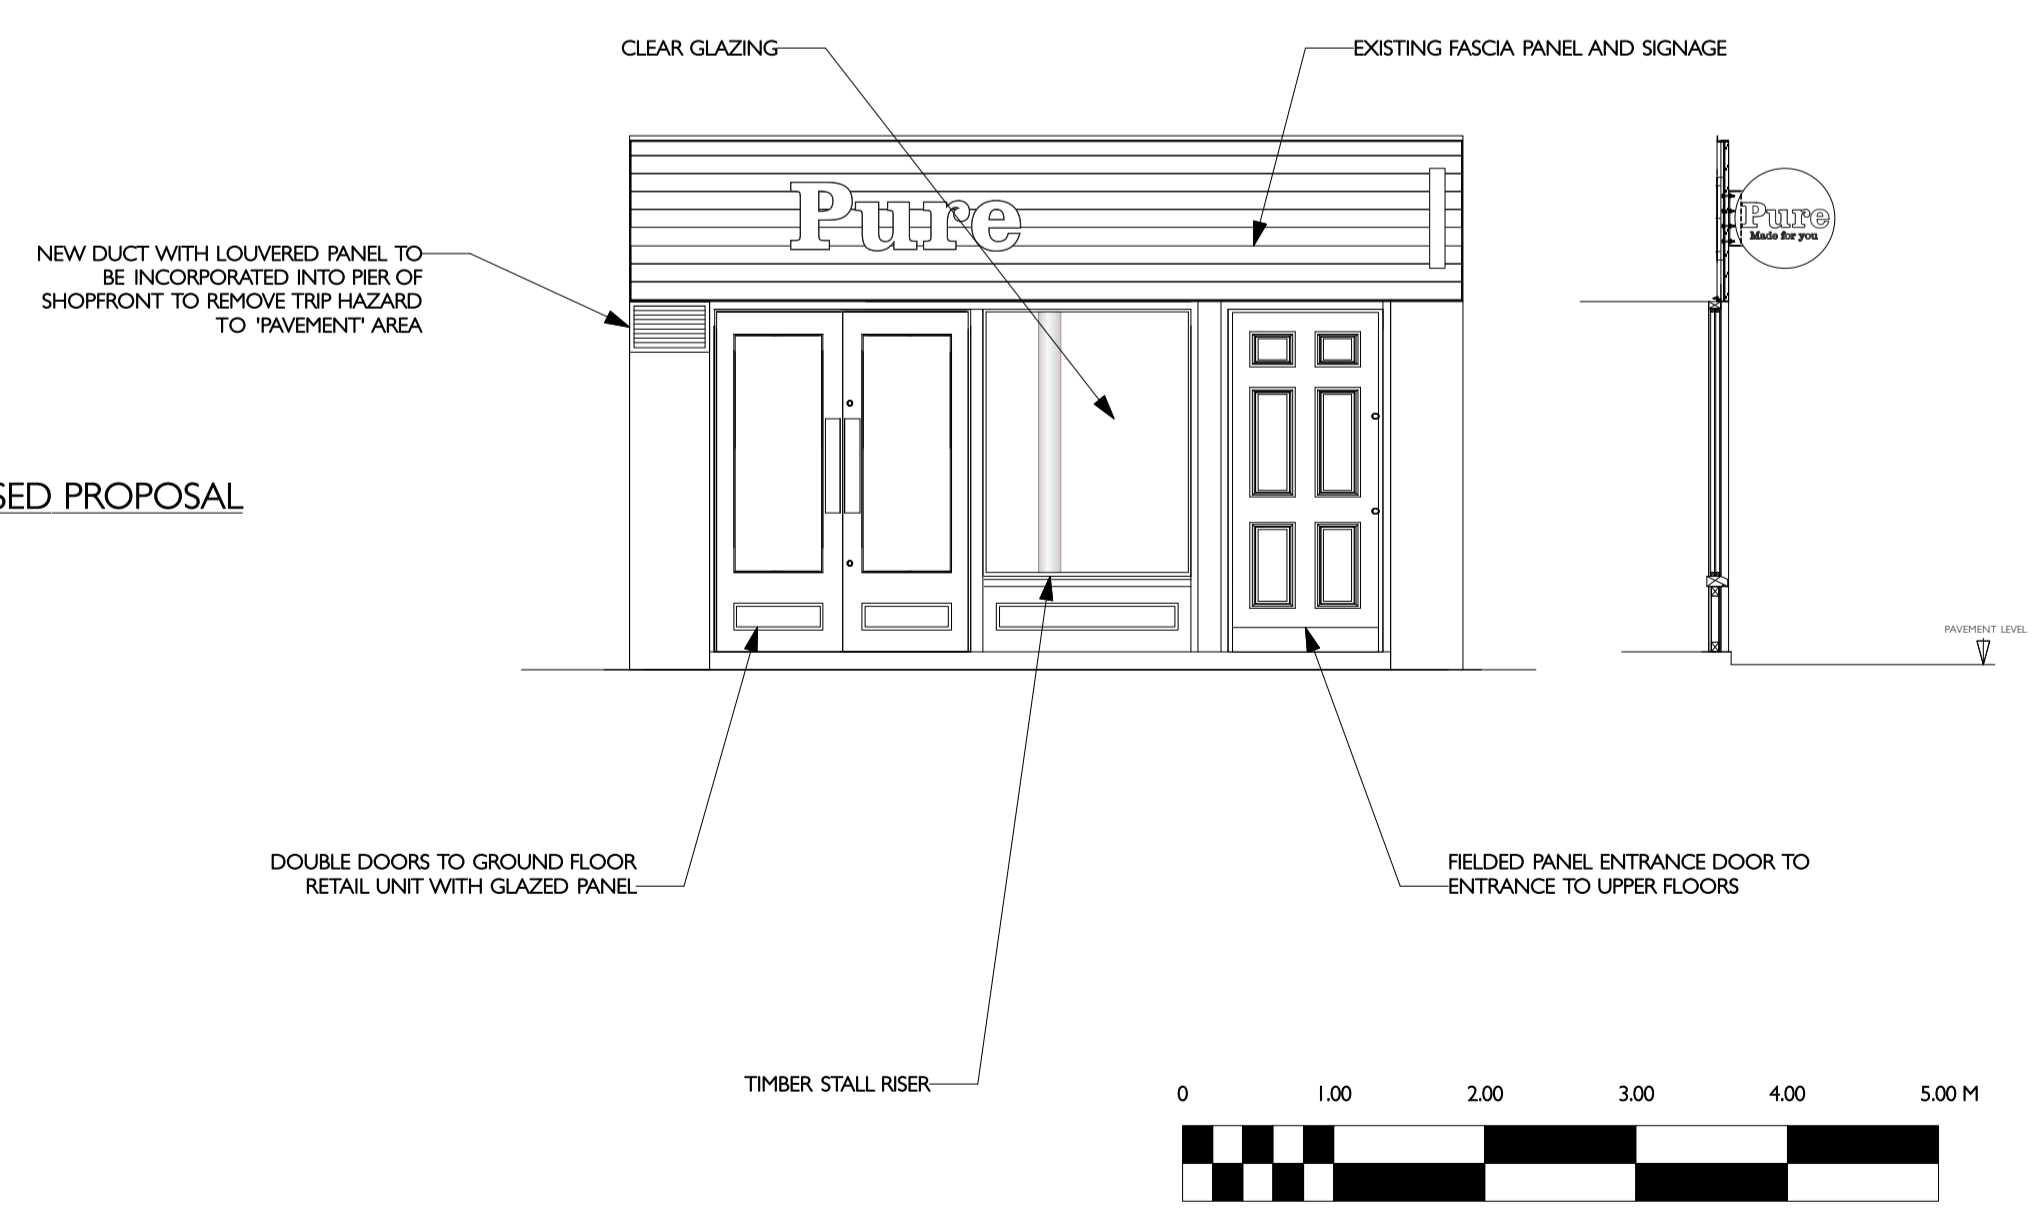 CLEAR GLAZING
EXISTING FASCIA PANEL AND SIGNAGE
Pure
Pure
Made for you
NEW DUCT WITH LOUVERED PANEL TO
BE INCORPORATED INTO PIER OF
SHOPFRONT TO REMOVE TRIP HAZARD
TO 'PAVEMENT' AREA
SED PROPOSAL
PAVEMENT LEVEL
DOUBLE DOORS TO GROUND FLOOR
RETAIL UNIT WITH GLAZED PANEL
FIELDED PANEL ENTRANCE DOOR TO
ENTRANCE TO UPPER FLOORS
TIMBER STALL RISER
0 1.00 2.00 3.00 4.00 5.00 M